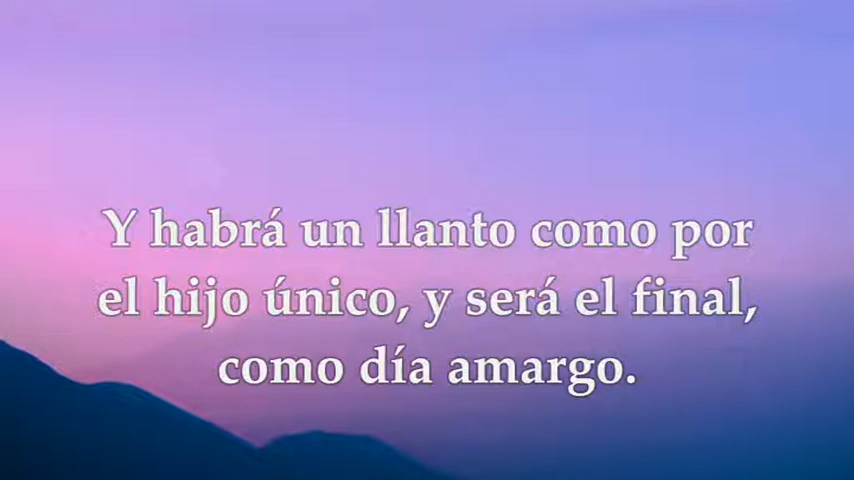 Y habrá un llanto como por
el hijo único, y será el final,
como día amargo.